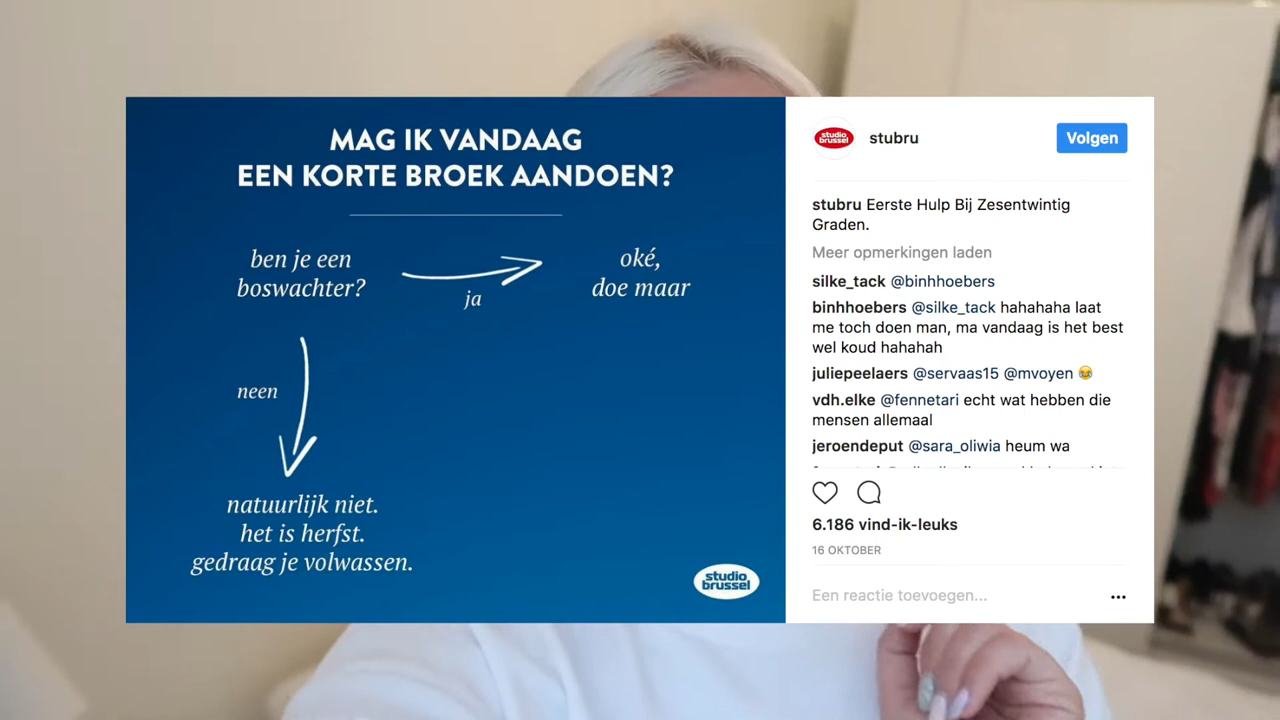 MAG IK VANDAAG
EEN KORTE BROEK AANDOEN?
ben je een
boswachter?
ja
oké,
doe maar
neen
natuurlijk niet.
het is herfst.
gedraag je volwassen.
studio
brussel
studio
brussel
stubru
Volgen
stubru Eerste Hulp Bij Zesentwintig
Graden.
Meer opmerkingen laden
silke_tack @binhhoebers
binhhoebers @silke_tack hahahaha laat
me toch doen man, ma vandaag is het best
wel koud hahahah
juliepeelaers @servaas15 @mvoyen 😂
vdh.elke @fennetari echt wat hebben die
mensen allemaal
jeroendeput @sara_oliwia heum wa
6.186 vind-ik-leuks
16 OKTOBER
Een reactie toevoegen...